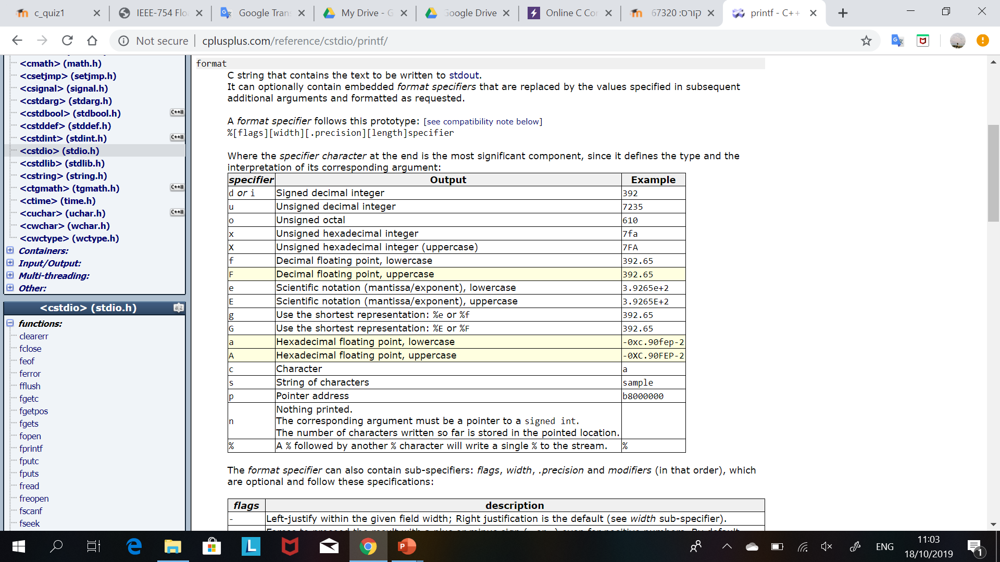 c_quiz1
IEEE-754 Flo
Google Tran
My Drive - G
Google Drive
Online C Co
קורס: 67320
printf - C++
Not secure
cplusplus.com/reference/cstdio/printf/
<cmath> (math.h)
<csetjmp> (setjmp.h)
<csignal> (signal.h)
<cstdarg> (stdarg.h)
<cstdbool> (stdbool.h)
C++11
<cstddef> (stddef.h)
<cstdint> (stdint.h)
C++11
<cstdio> (stdio.h)
<cstdlib> (stdlib.h)
<cstring> (string.h)
<ctgmath> (tgmath.h)
C++11
<ctime> (time.h)
<cuchar> (uchar.h)
C++11
<cwchar> (wchar.h)
<cwctype> (wctype.h)
Containers:
Input/Output:
Multi-threading:
Other:
<cstdio> (stdio.h)
functions:
clearerr
fclose
feof
ferror
fflush
fgetc
fgetpos
fgets
fopen
fprintf
fputc
fputs
fread
freopen
fscanf
fseek
format
C string that contains the text to be written to stdout.
It can optionally contain embedded format specifiers that are replaced by the values specified in subsequent
additional arguments and formatted as requested.
A format specifier follows this prototype: [see compatibility note below]
%[flags][width][.precision][length]specifier
Where the specifier character at the end is the most significant component, since it defines the type and the
interpretation of its corresponding argument:
specifier Output Example
d or i Signed decimal integer 392
u Unsigned decimal integer 7235
o Unsigned octal 610
x Unsigned hexadecimal integer 7fa
X Unsigned hexadecimal integer (uppercase) 7FA
f Decimal floating point, lowercase 392.65
F Decimal floating point, uppercase 392.65
e Scientific notation (mantissa/exponent), lowercase 3.9265e+2
E Scientific notation (mantissa/exponent), uppercase 3.9265E+2
g Use the shortest representation: %e or %f 392.65
G Use the shortest representation: %E or %F 392.65
a Hexadecimal floating point, lowercase -0xc.90fep-2
A Hexadecimal floating point, uppercase -0XC.90FEP-2
c Character a
s String of characters sample
p Pointer address b8000000
n Nothing printed.
The corresponding argument must be a pointer to a signed int.
The number of characters written so far is stored in the pointed location.
% A % followed by another % character will write a single % to the stream. %
The format specifier can also contain sub-specifiers: flags, width, .precision and modifiers (in that order), which
are optional and follow these specifications:
flags description
- Left-justify within the given field width; Right justification is the default (see width sub-specifier).
ENG
11:03
18/10/2019
1